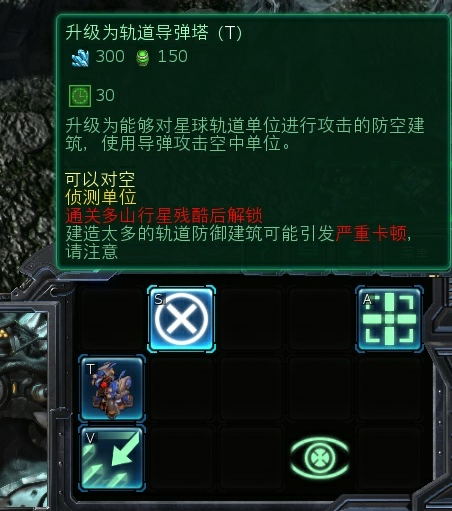 升级为轨道导弹塔 (T)
300 150
30
升级为能够对星球轨道单位进行攻击的防空建
筑，使用导弹攻击空中单位。
可以对空
侦测单位
通关多山行星残酷后解锁
建造太多的轨道防御建筑可能引发严重卡顿，
请注意
S A
T
V